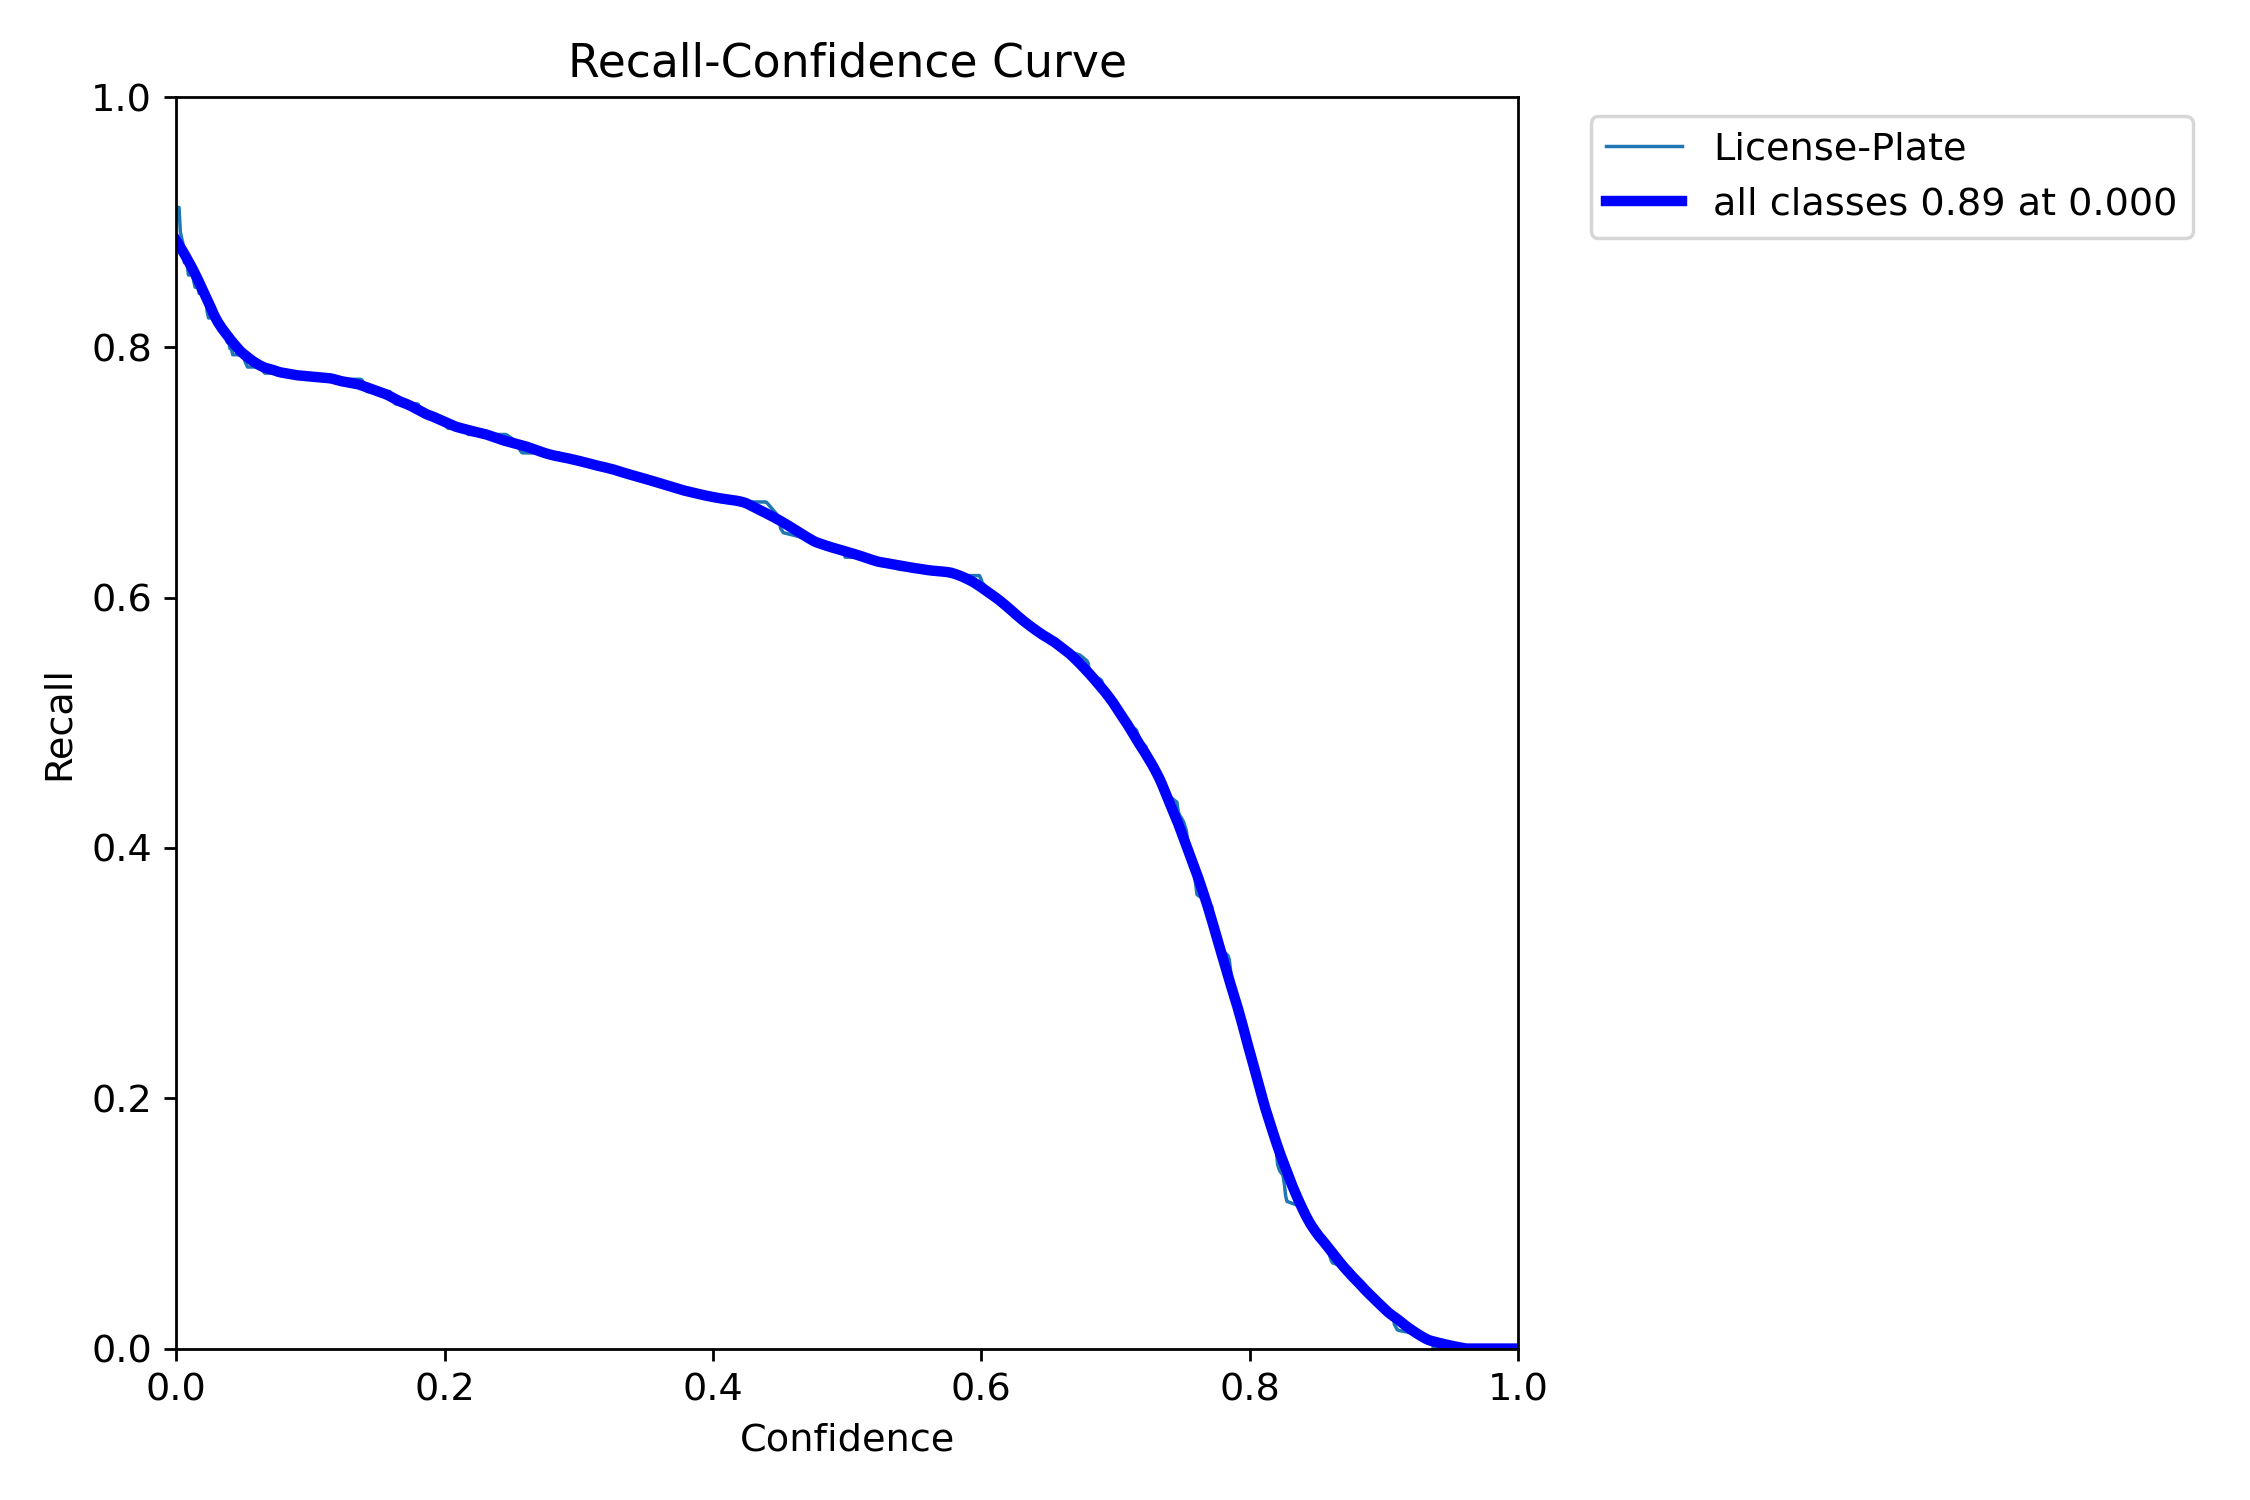 Recall-Confidence Curve
1.0
0.8
0.6
0.4
0.2
0.0
Recall
0.0 0.2 0.4 0.6 0.8 1.0
Confidence
License-Plate
all classes 0.89 at 0.000